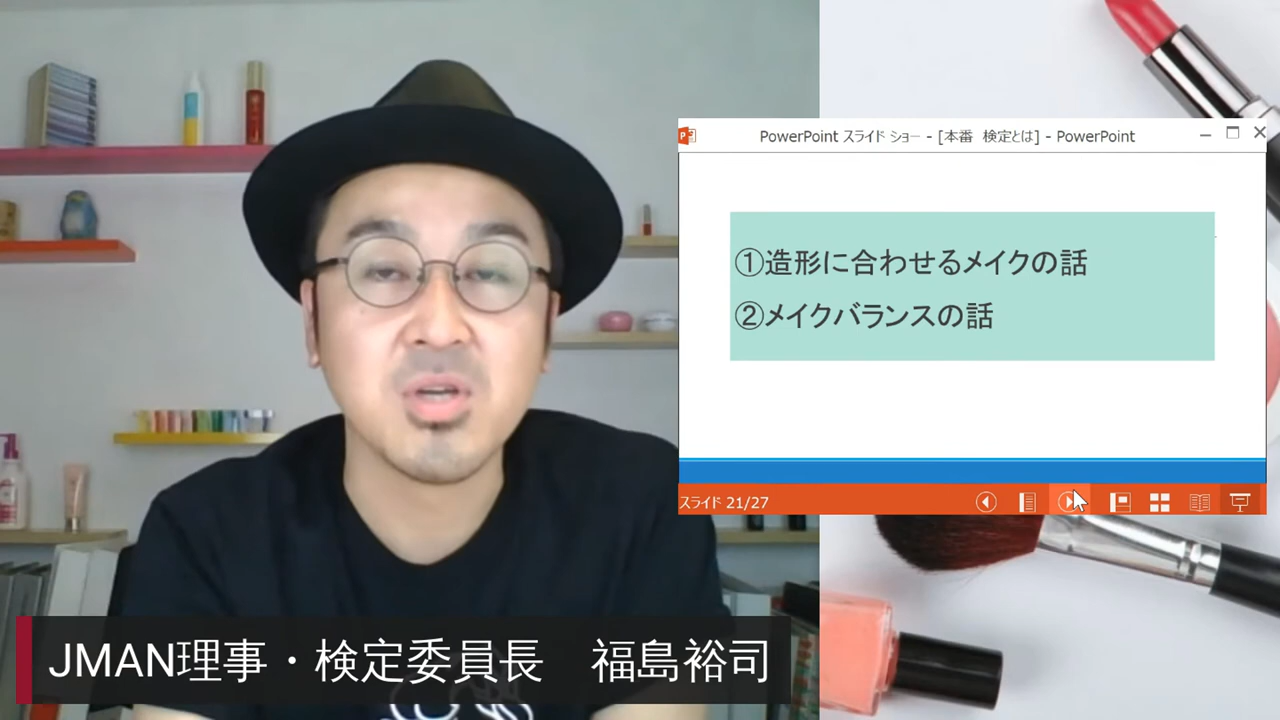 PowerPoint スライド ショー - [本番　検定とは] - PowerPoint
①造形に合わせるメイクの話
②メイクバランスの話
スライド 21/27
JMAN理事・検定委員長　福島裕司